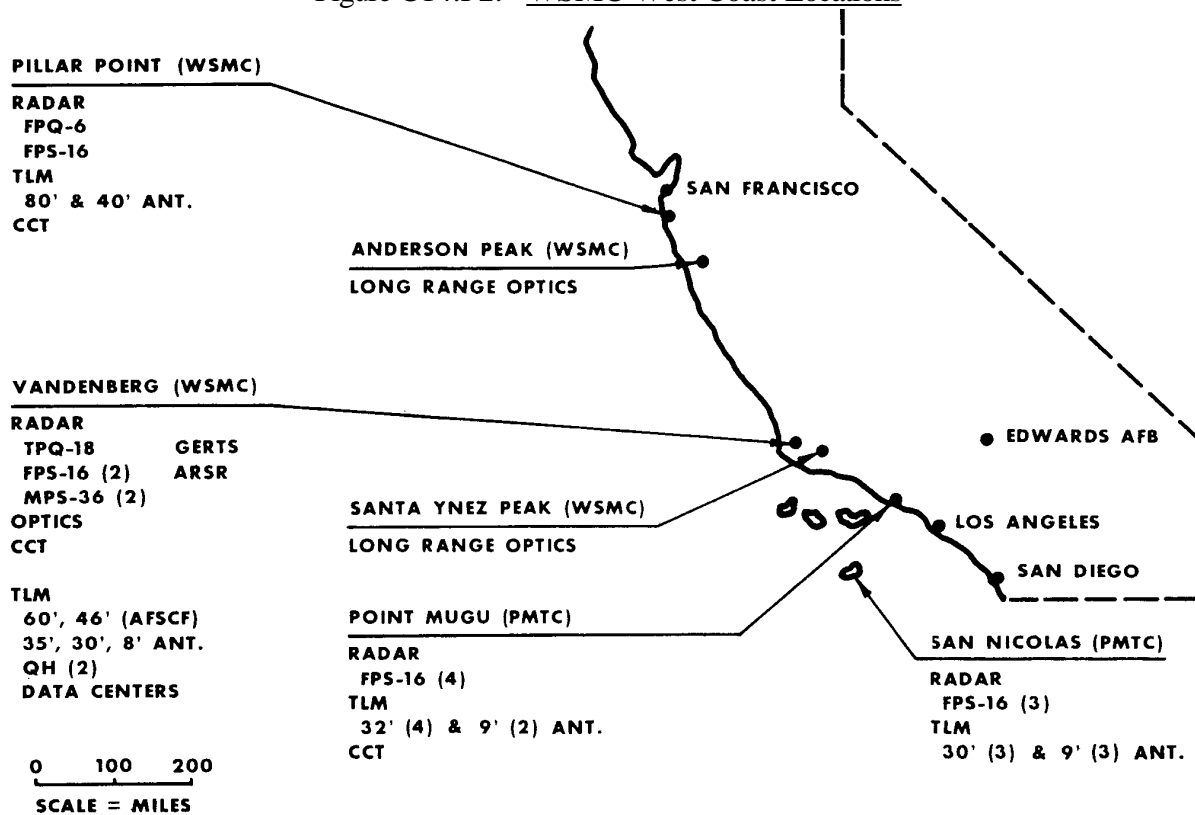 WSMC West Coast Locations
PILLAR POINT (WSMC)
RADAR
FPQ-6
FPS-16
TLM
80' & 40' ANT.
CCT
SAN FRANCISCO
ANDERSON PEAK (WSMC)
LONG RANGE OPTICS
VANDENBERG (WSMC)
RADAR
TPQ-18 GERTS
FPS-16 (2) ARSR
MPS-36 (2)
OPTICS
CCT
TLM
60', 46' (AFSCF)
35', 30', 8' ANT.
QH (2)
DATA CENTERS
EDWARDS AFB
SANTA YNEZ PEAK (WSMC)
LONG RANGE OPTICS
LOS ANGELES
SAN DIEGO
POINT MUGU (PMTC)
RADAR
FPS-16 (4)
TLM
32' (4) & 9' (2) ANT.
CCT
SAN NICOLAS (PMTC)
RADAR
FPS-16 (3)
TLM
30' (3) & 9' (3) ANT.
0 100 200
SCALE = MILES